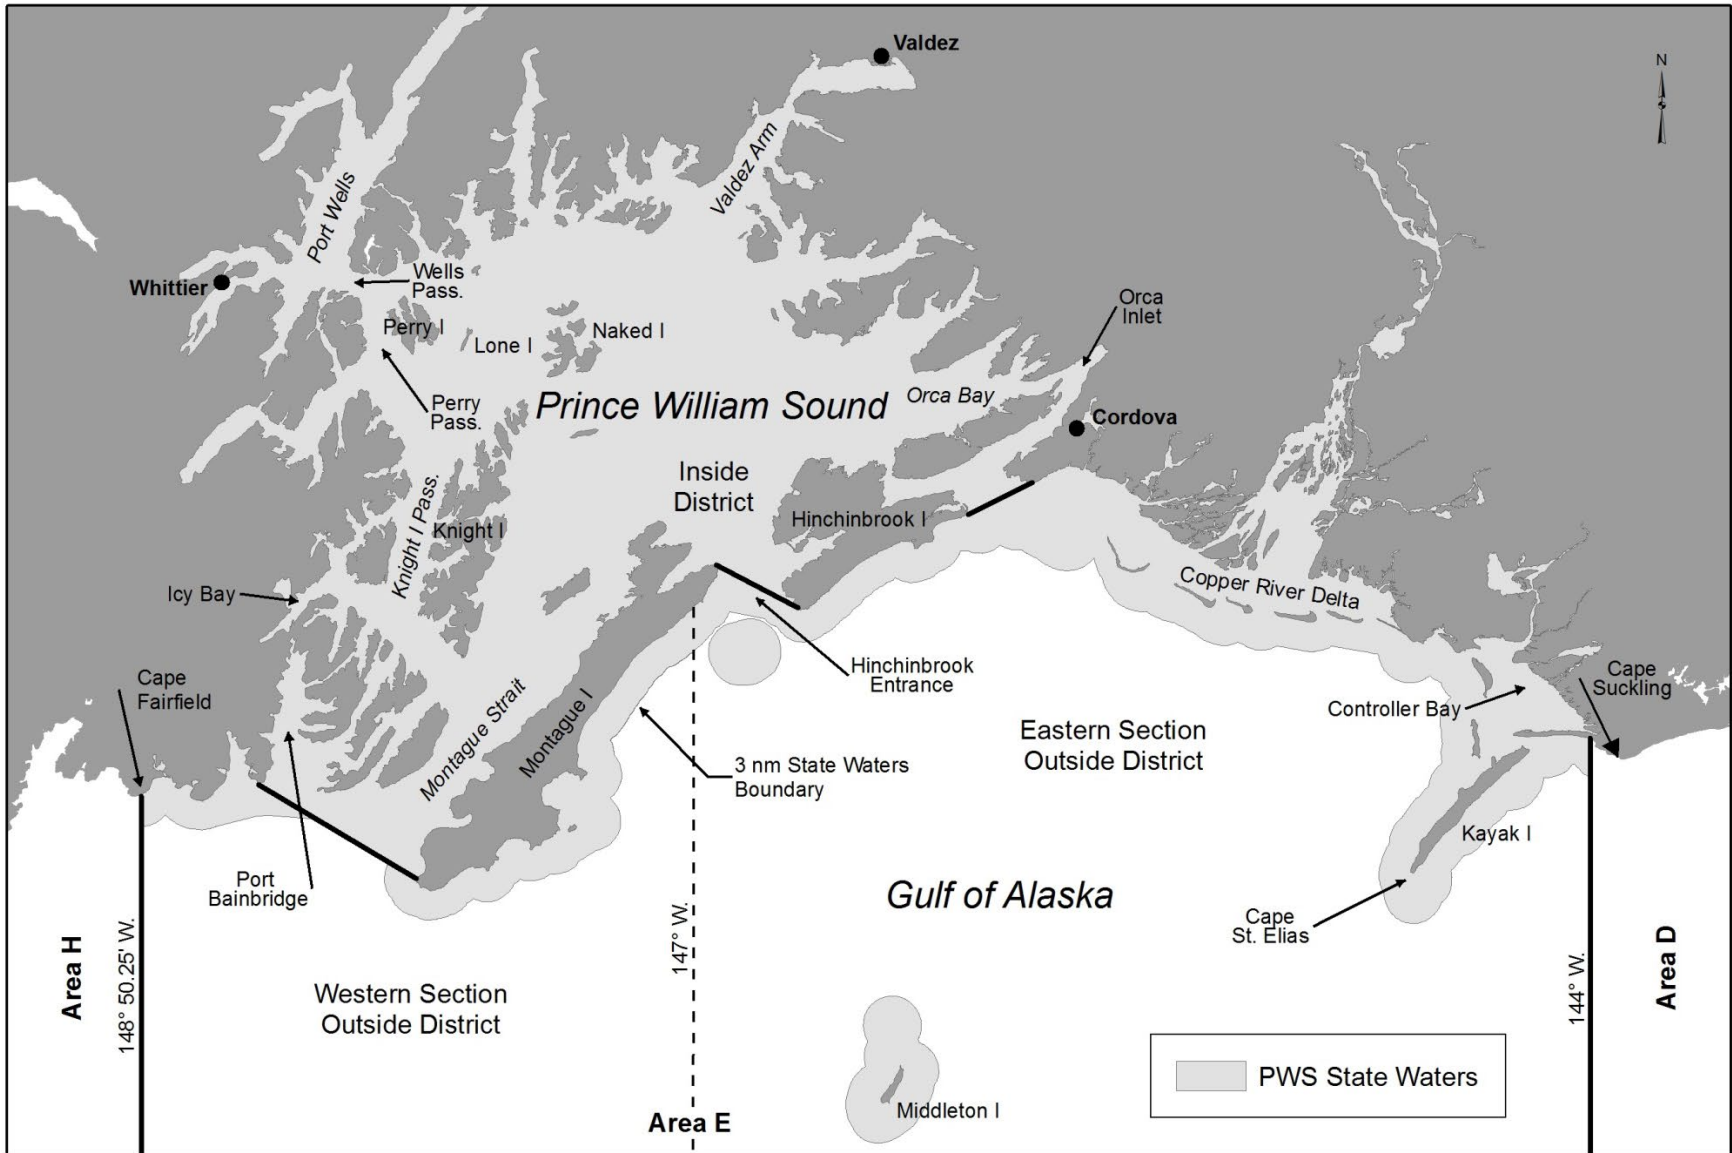 Valdez
N
Valdez Arm
Port Wells
Whittier
Wells
Pass.
Orca
Inlet
Perry I
Lone I
Naked I
Perry
Pass.
Prince William Sound
Orca Bay
Cordova
Inside
District
Knight I Pass.
Knight I
Hinchinbrook I
Icy Bay
Copper River Delta
Hinchinbrook
Entrance
Cape
Fairfield
Cape
Suckling
Montague Strait
Montague I
Controller Bay
3 nm State Waters
Boundary
Eastern Section
Outside District
Kayak I
Port
Bainbridge
Gulf of Alaska
Cape
St. Elias
Area H
148° 50.25' W.
147° W.
144° W.
Area D
Western Section
Outside District
PWS State Waters
Middleton I
Area E